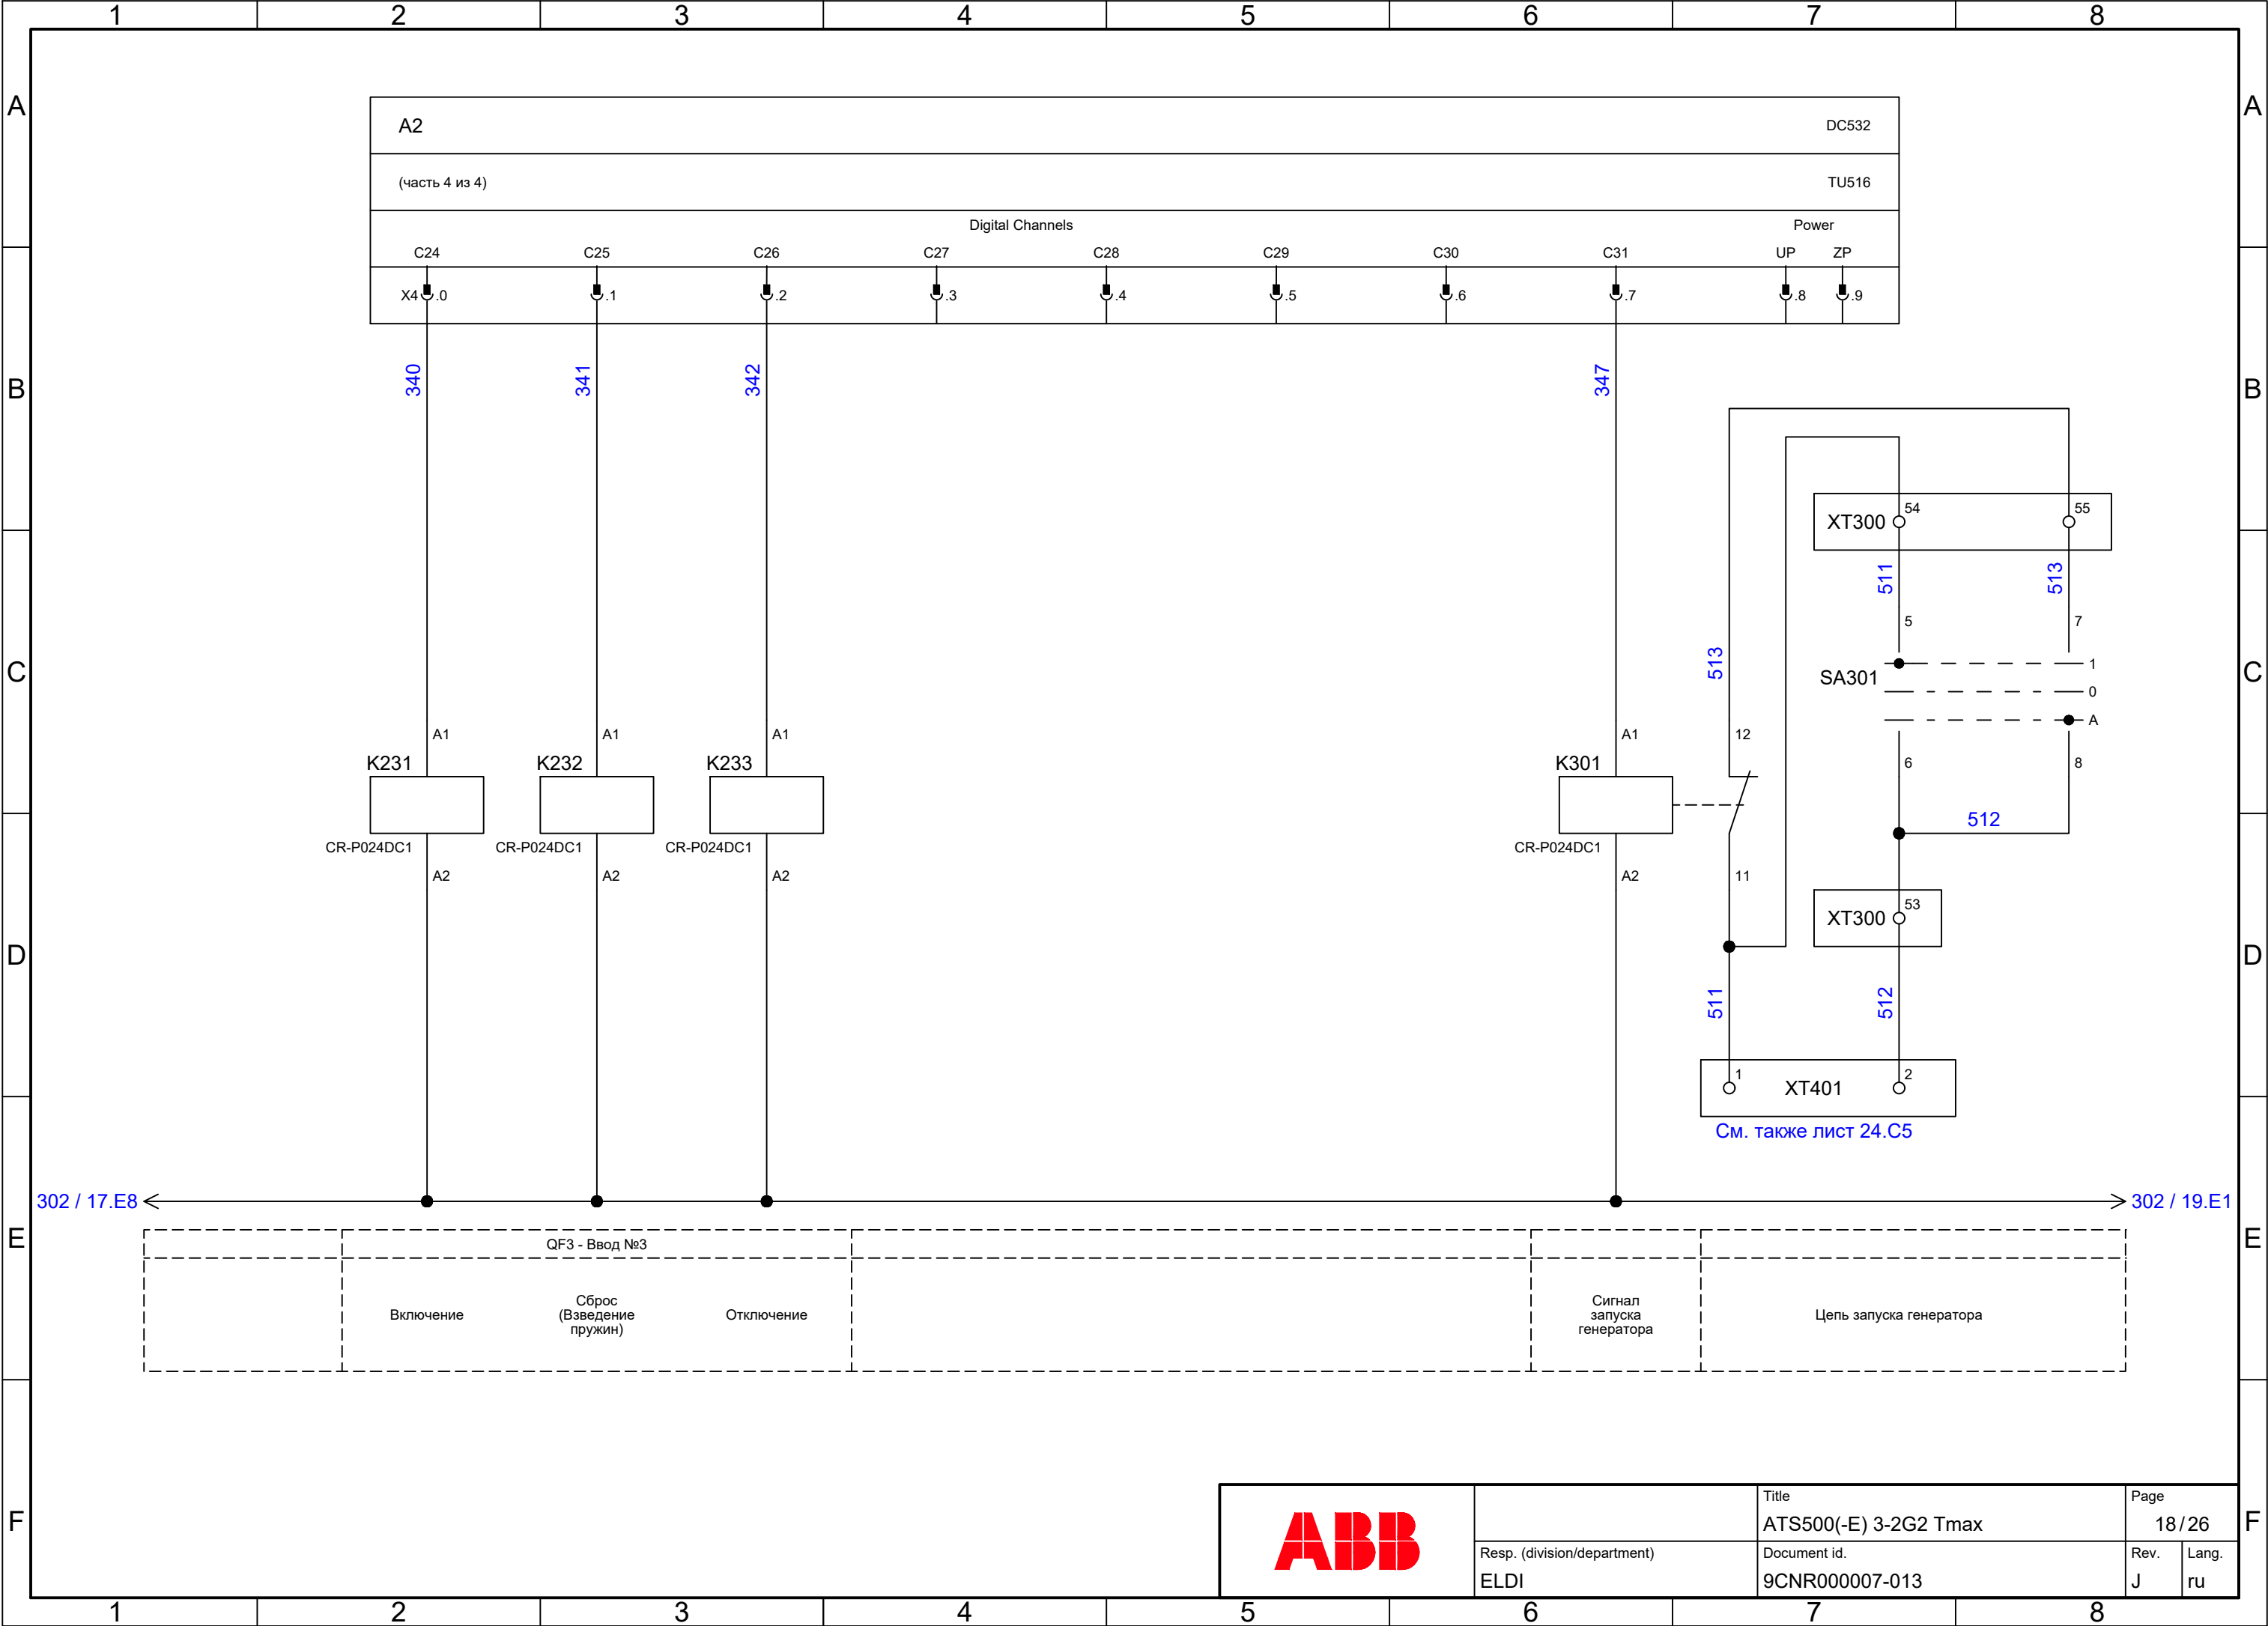 1 2 3 4 5 6 7 8
A A
A2 DC532
(часть 4 из 4) TU516
Digital Channels Power
C24 C25 C26 C27 C28 C29 C30 C31 UP ZP
X4 .0 .1 .2 .3 .4 .5 .6 .7 .8 .9
340 341 342 347
B B
XT300 54 55
511 513
5 7
513
C C
1
SA301
0
A
A1 A1 A1 A1 12
K231 K232 K233 K301
6 8
512
CR-P024DC1 CR-P024DC1 CR-P024DC1 CR-P024DC1
A2 A2 A2 A2 11
XT300 53
D D
511 512
1 XT401 2
См. также лист 24.C5
302 / 17.E8 302 / 19.E1
E E
QF3 - Ввод №3
Включение
Сброс
(Взведение
пружин)
Отключение
Сигнал
запуска
генератора
Цепь запуска генератора
F F
ABB
Title
ATS500(-E) 3-2G2 Tmax
Page
18/26
Resp. (division/department)
ELDI
Document id.
9CNR000007-013
Rev.
J
Lang.
ru
1 2 3 4 5 6 7 8